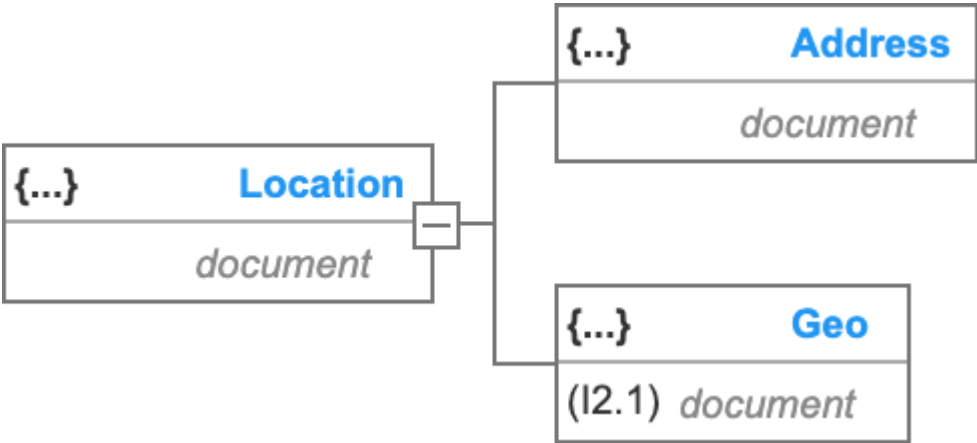 {...} Address
document
{...} Location
document
{...} Geo
(I2.1) document